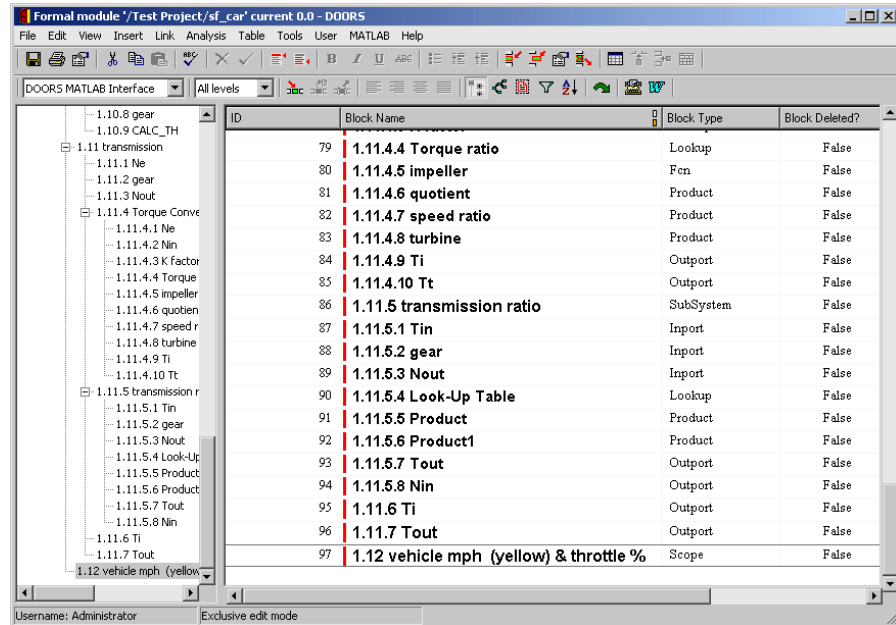 Formal module '/Test Project/sf_car' current 0.0 - DOORS
File Edit View Insert Link Analysis Table Tools User MATLAB Help
DOORS MATLAB Interface All levels
1.10.8 gear
1.10.9 CALC_TH
1.11 transmission
1.11.1 Ne
1.11.2 gear
1.11.3 Nout
1.11.4 Torque Conve
1.11.4.1 Ne
1.11.4.2 Nin
1.11.4.3 K factor
1.11.4.4 Torque
1.11.4.5 impeller
1.11.4.6 quotien
1.11.4.7 speed r
1.11.4.8 turbine
1.11.4.9 Ti
1.11.4.10 Tt
1.11.5 transmission r
1.11.5.1 Tin
1.11.5.2 gear
1.11.5.3 Nout
1.11.5.4 Look-Up
1.11.5.5 Product
1.11.5.6 Product
1.11.5.7 Tout
1.11.5.8 Nin
1.11.6 Ti
1.11.7 Tout
1.12 vehicle mph (yellow
ID Block Name Block Type Block Deleted?
79 1.11.4.4 Torque ratio Lookup False
80 1.11.4.5 impeller Fcn False
81 1.11.4.6 quotient Product False
82 1.11.4.7 speed ratio Product False
83 1.11.4.8 turbine Product False
84 1.11.4.9 Ti Outport False
85 1.11.4.10 Tt Outport False
86 1.11.5 transmission ratio SubSystem False
87 1.11.5.1 Tin Inport False
88 1.11.5.2 gear Inport False
89 1.11.5.3 Nout Inport False
90 1.11.5.4 Look-Up Table Lookup False
91 1.11.5.5 Product Product False
92 1.11.5.6 Product1 Product False
93 1.11.5.7 Tout Outport False
94 1.11.5.8 Nin Outport False
95 1.11.6 Ti Outport False
96 1.11.7 Tout Outport False
97 1.12 vehicle mph (yellow) & throttle % Scope False
Username: Administrator Exclusive edit mode